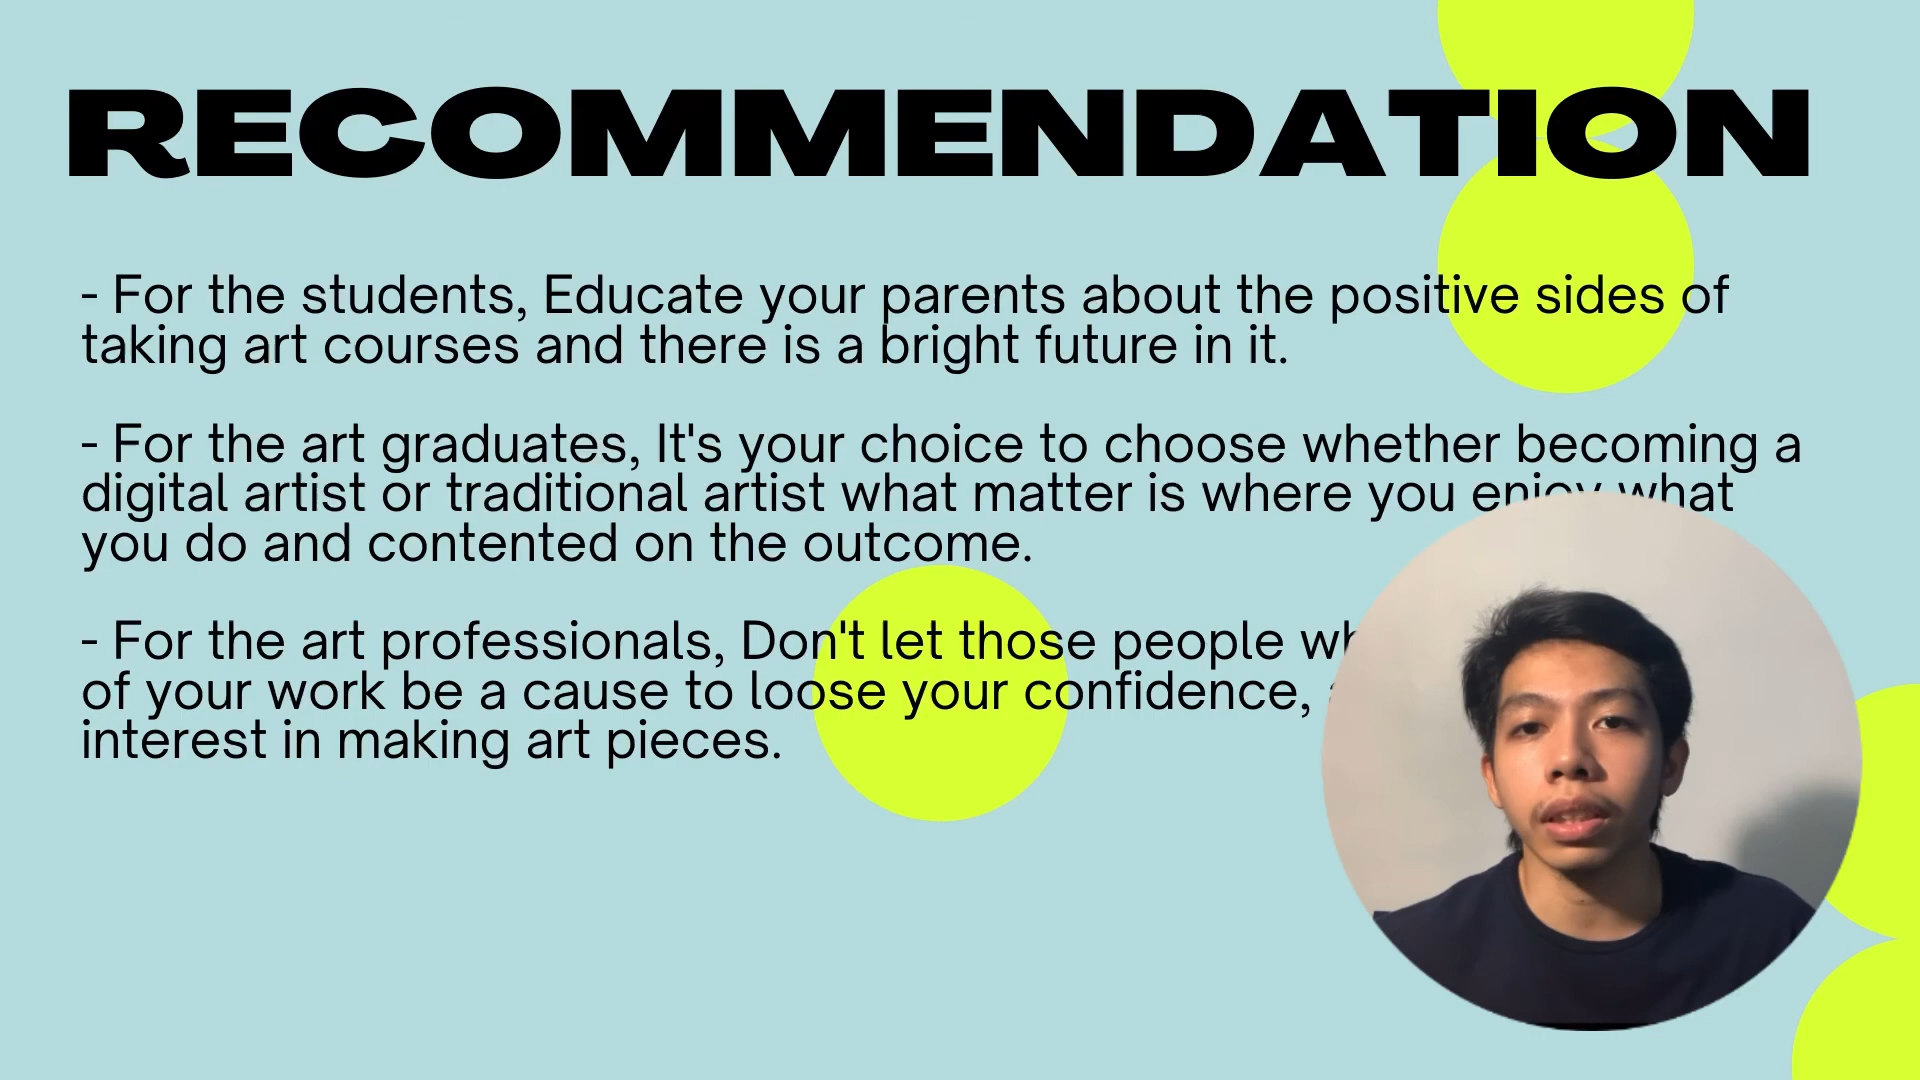 RECOMMENDATION
- For the students, Educate your parents about the positive sides of
taking art courses and there is a bright future in it.
- For the art graduates, It's your choice to choose whether becoming a
digital artist or traditional artist what matter is where you enjoy what
you do and contented on the outcome.
- For the art professionals, Don't let those people
of your work be a cause to loose your confidence,
interest in making art pieces.